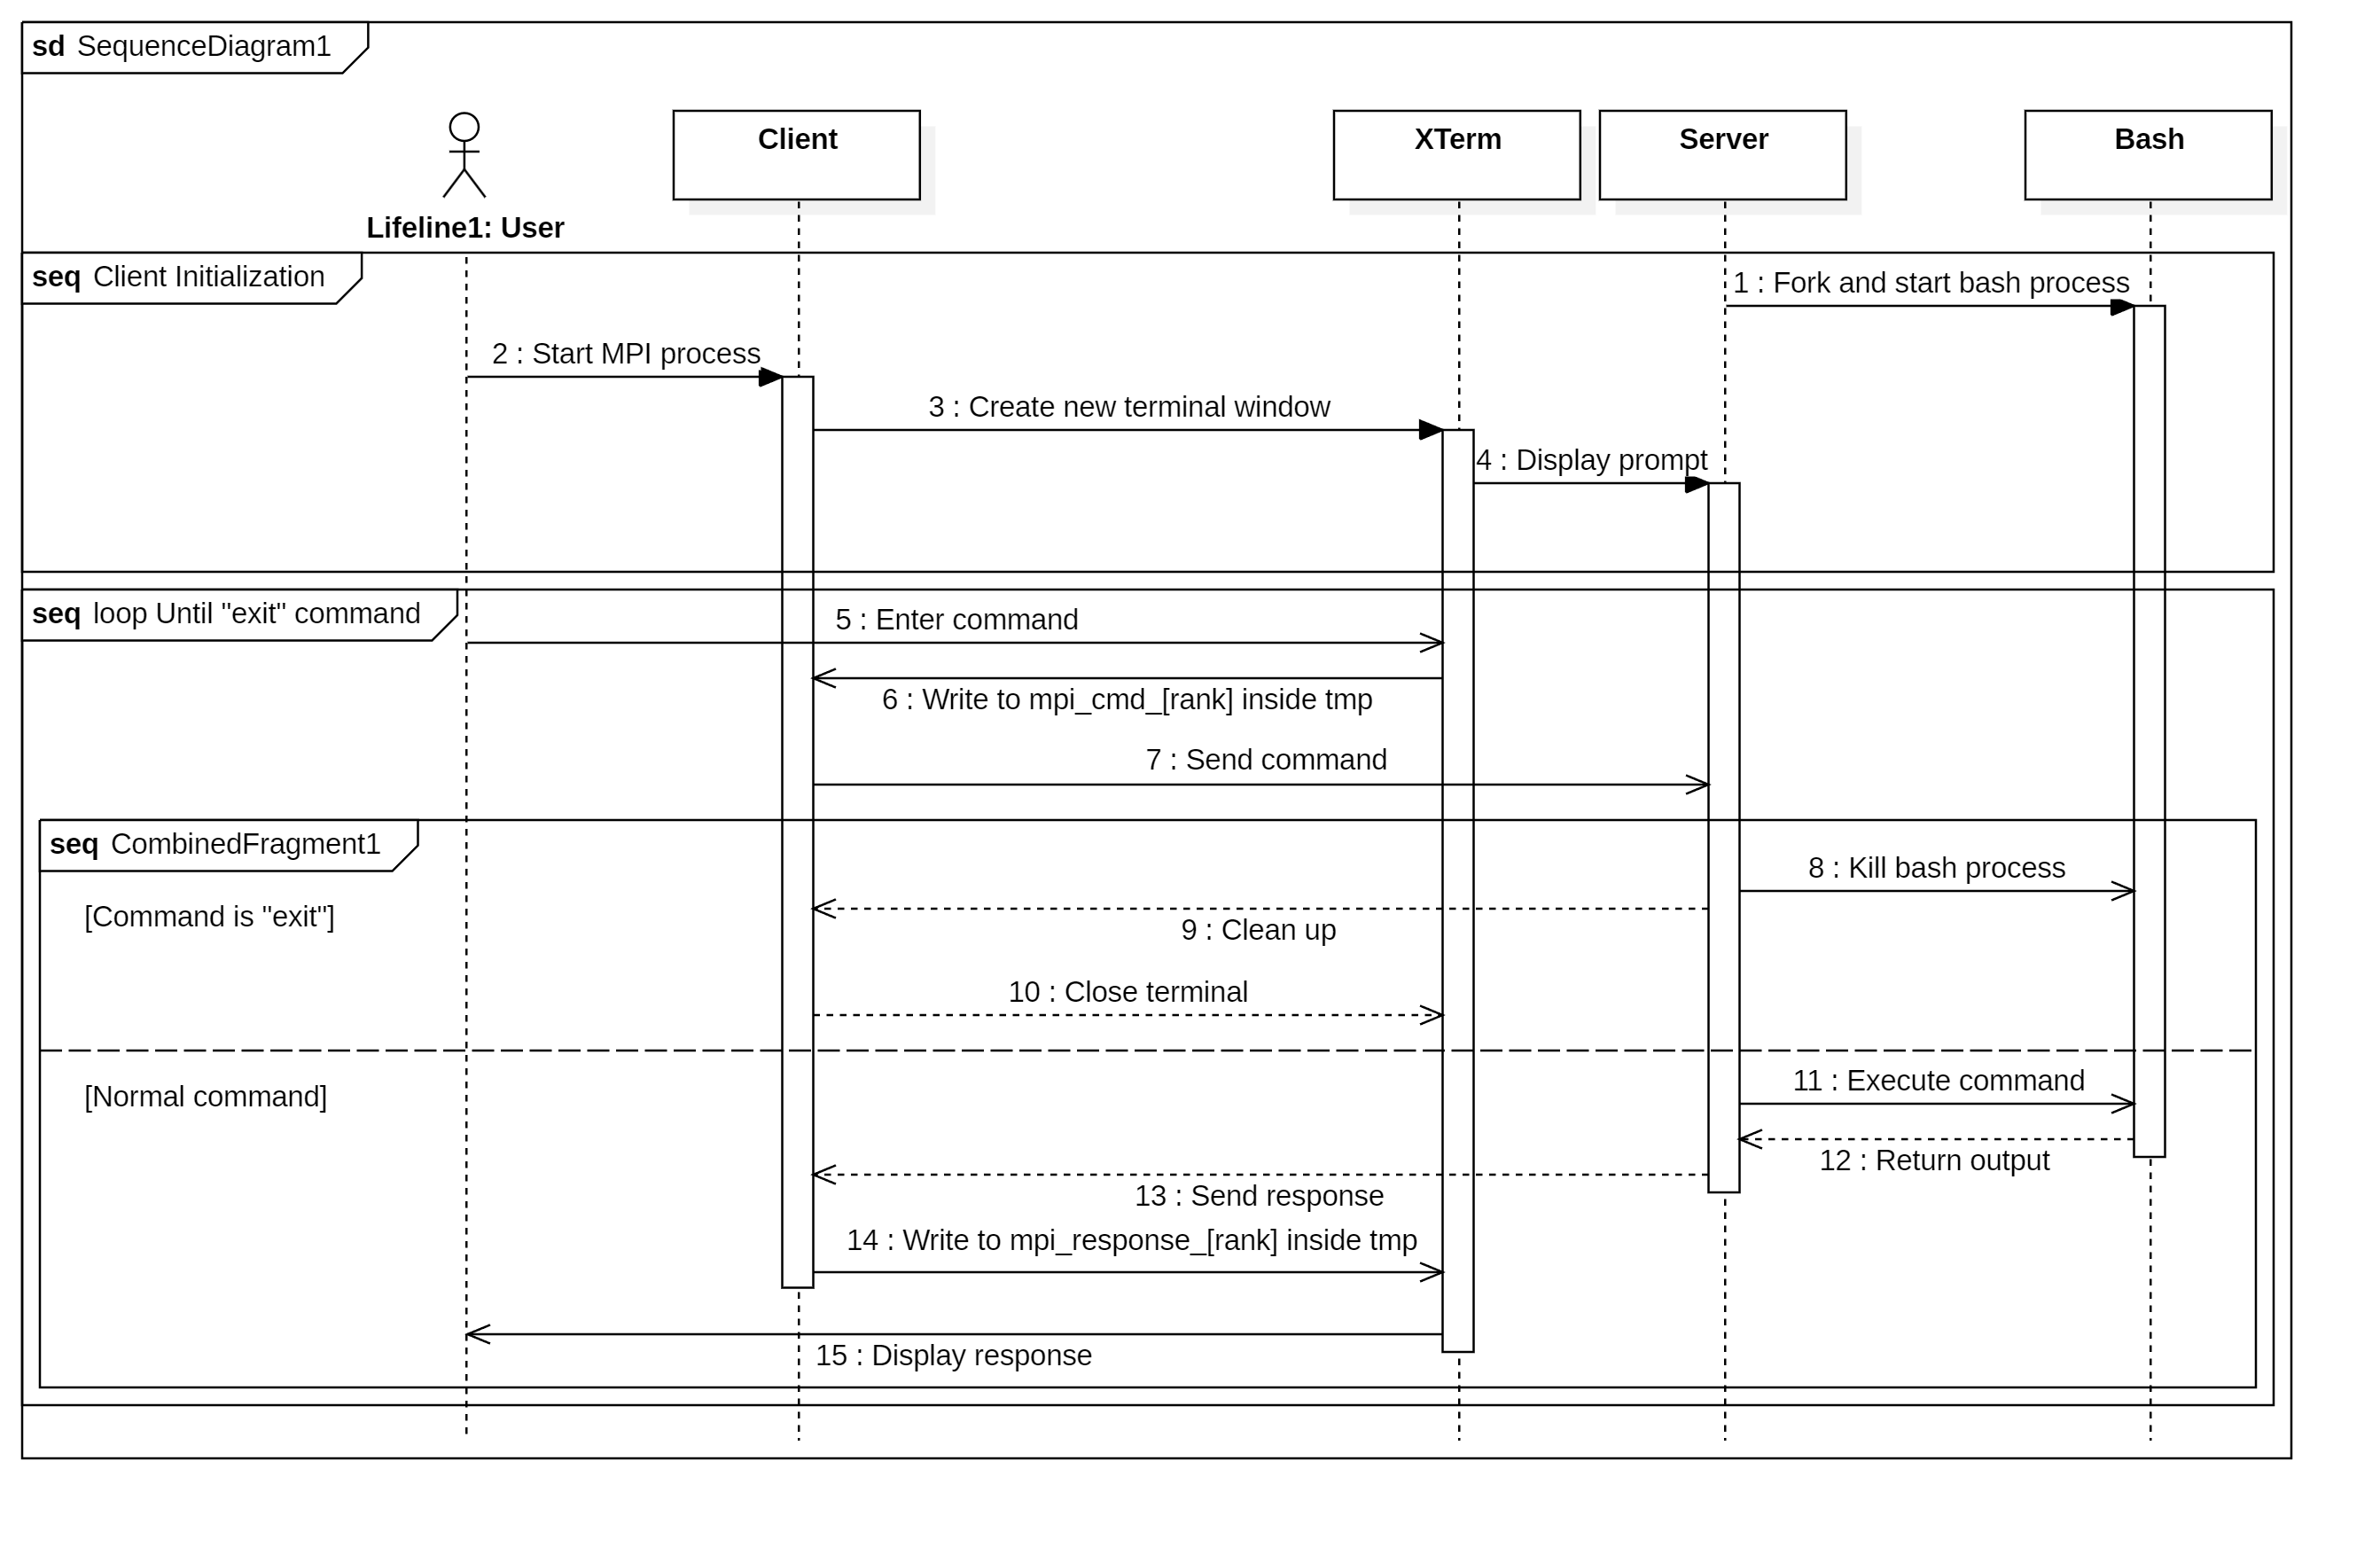 sd SequenceDiagram1
Client
XTerm
Server
Bash
Lifeline1: User
seq Client Initialization
1 : Fork and start bash process
2 : Start MPI process
3 : Create new terminal window
4 : Display prompt
seq loop Until "exit" command
5 : Enter command
6 : Write to mpi_cmd_[rank] inside tmp
7 : Send command
seq CombinedFragment1
8 : Kill bash process
[Command is "exit"]
9 : Clean up
10 : Close terminal
[Normal command]
11 : Execute command
12 : Return output
13 : Send response
14 : Write to mpi_response_[rank] inside tmp
15 : Display response